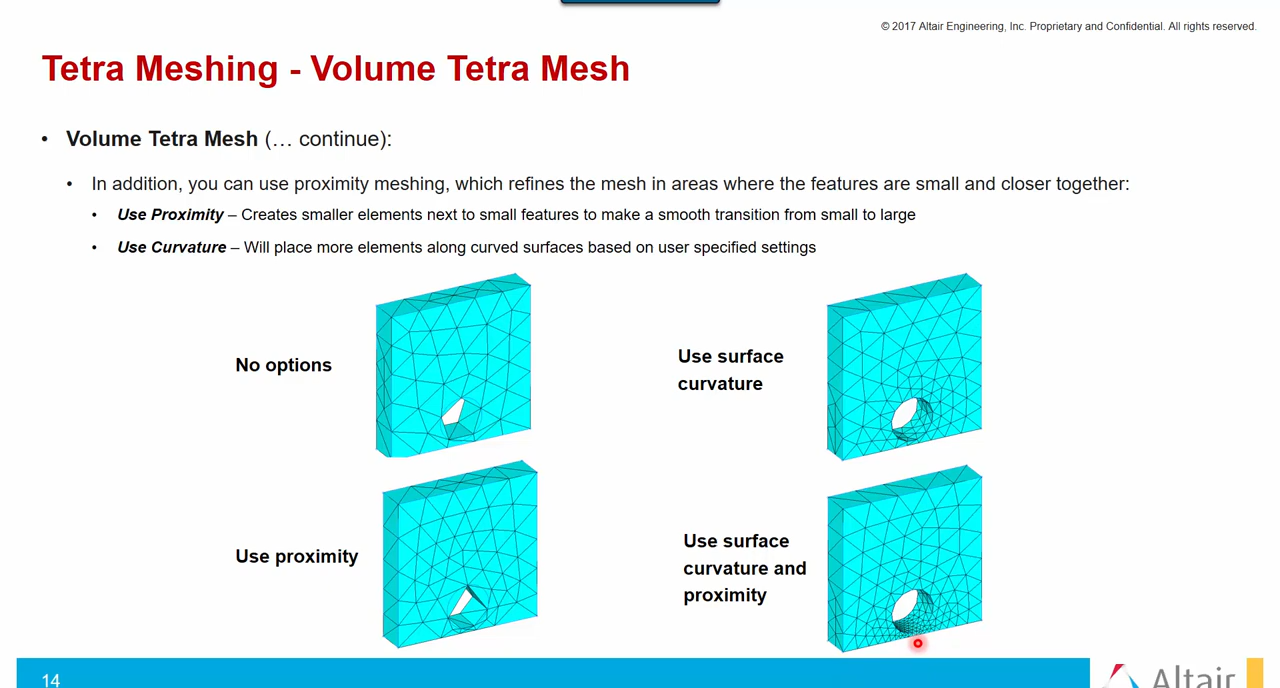 © 2017 Altair Engineering, Inc. Proprietary and Confidential. All rights reserved.
Tetra Meshing - Volume Tetra Mesh
• Volume Tetra Mesh (… continue):
• In addition, you can use proximity meshing, which refines the mesh in areas where the features are small and closer together:
• Use Proximity – Creates smaller elements next to small features to make a smooth transition from small to large
• Use Curvature – Will place more elements along curved surfaces based on user specified settings
No options
Use surface
curvature
Use proximity
Use surface
curvature and
proximity
14
Altair